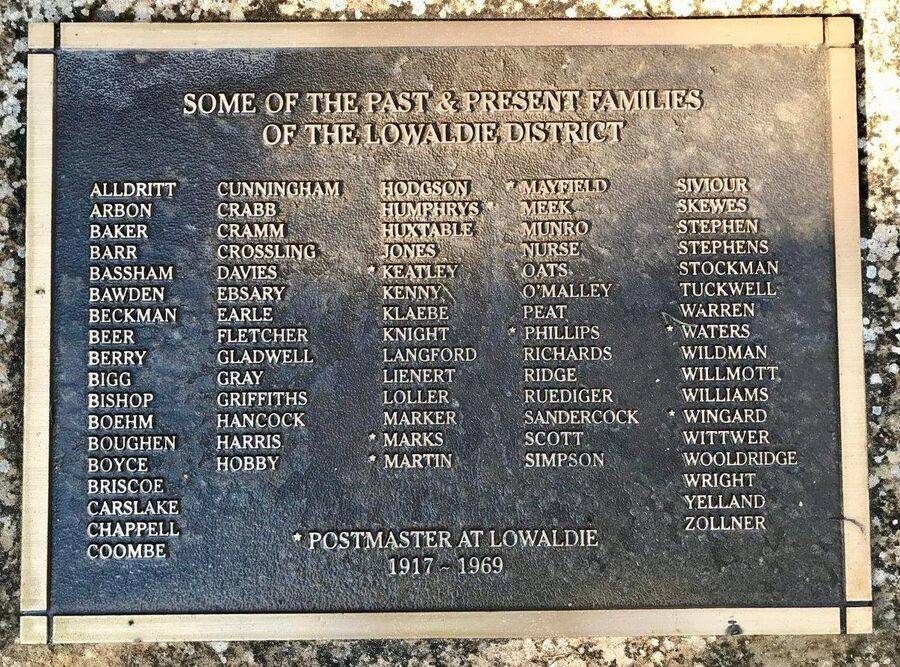 SOME OF THE PAST & PRESENT FAMILIES
OF THE LOWALDIE DISTRICT
ALLDRITT
ARBON
BAKER
BARR
BASSHAM
BAWDEN
BECKMAN
BEER
BERRY
BIGG
BISHOP
BOEHM
BOUGHEN
BOYCE
BRISCOE
CARSLAKE
CHAPPELL
COOMBE
CUNNINGHAM
CRABB
CRAMM
CROSSLING
DAVIES
EBSARY
EARLE
FLETCHER
GLADWELL
GRAY
GRIFFITHS
HANCOCK
HARRIS
HOBBY
HODGSON
HUMPHRYS *
HUXTABLE
JONES
* KEATLEY
KENNY
KLAEBE
KNIGHT
LANGFORD
LIENERT
LOLLER
MARKER
* MARKS
* MARTIN
* MAYFIELD
MEEK
MUNRO
NURSE
OATS
O'MALLEY
PEAT
* PHILLIPS
RICHARDS
RIDGE
RUEDIGER
SANDERCOCK
SCOTT
SIMPSON
SIVIOUR
SKEWES
STEPHEN
STEPHENS
STOCKMAN
TUCKWELL
WARREN
* WATERS
WILDMAN
WILLMOTT
WILLIAMS
* WINGARD
WITTWER
WOOLDRIDGE
WRIGHT
YELLAND
ZOLLNER
* POSTMASTER AT LOWALDIE
1917 ~ 1969